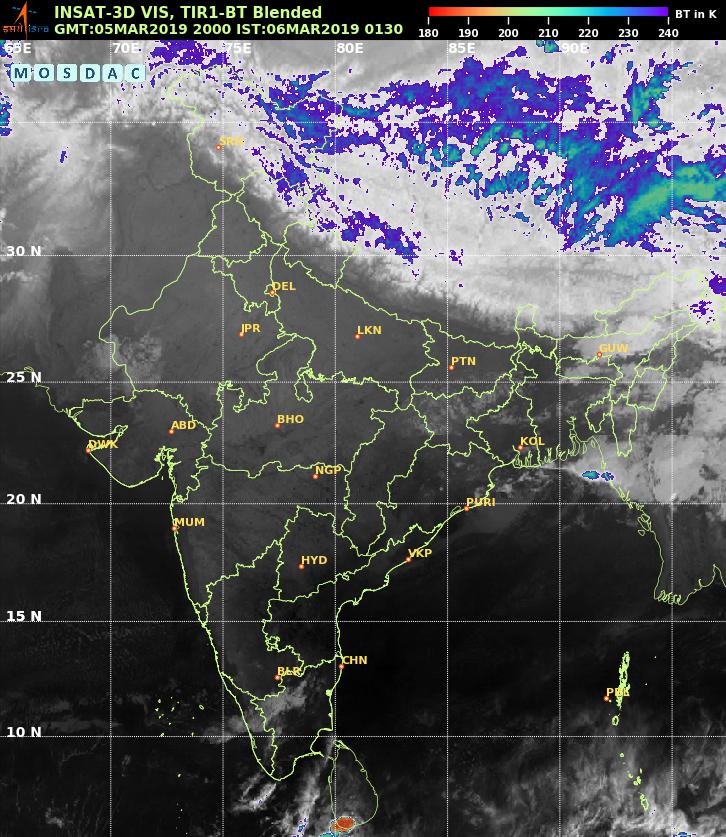 INSAT-3D VIS, TIR1-BT Blended
GMT:05MAR2019 2000 IST:06MAR2019 0130
BT in K
180 190 200 210 220 230 240
65E 70E 75E 80E 85E 90E
M O S D A C
SRN
30 N
DEL
JPR LKN
GUW
PTN
25 N
BHO
ABD
DWK KOL
NGP
20 N PURI
MUM
VKP
HYD
15 N
CHN
BLR
PBL
10 N